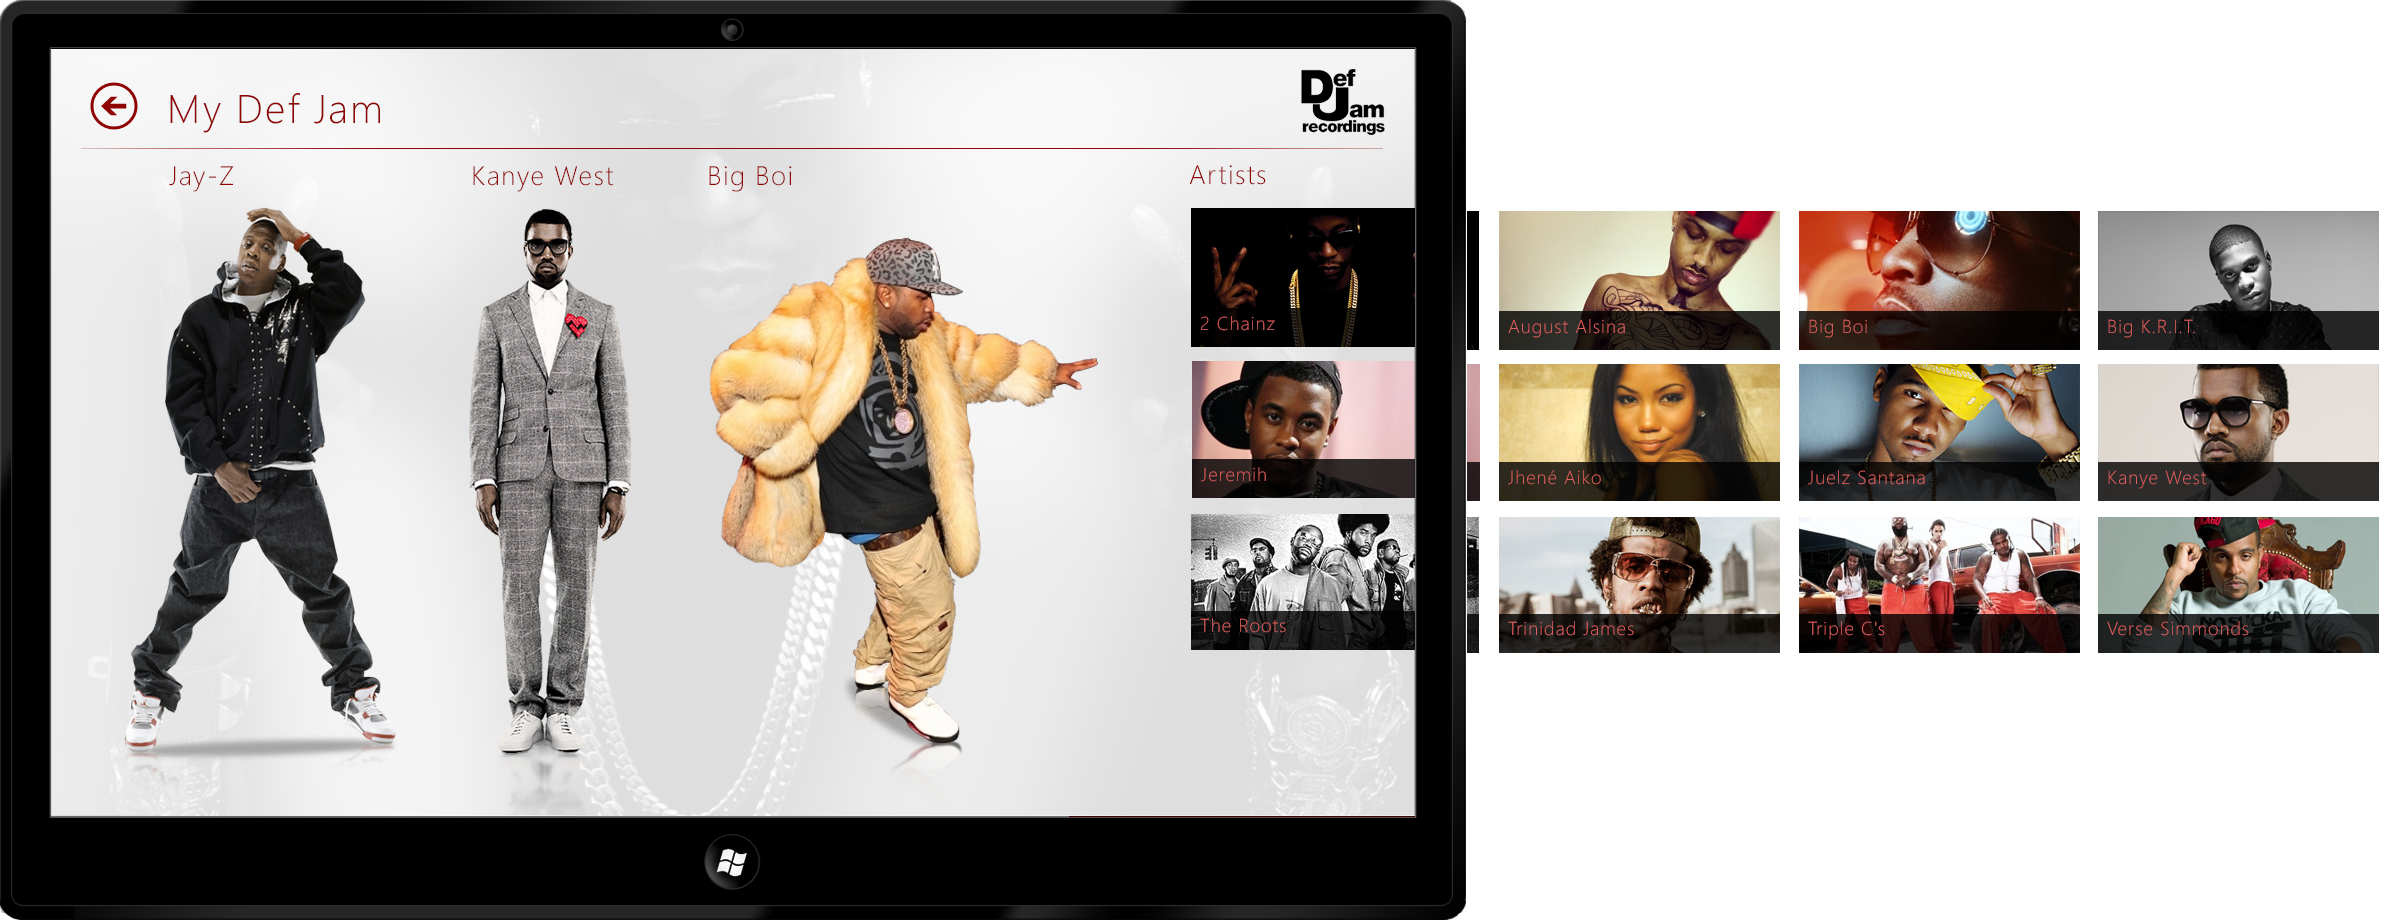 My Def Jam
Def
Jam
recordings
Jay-Z
Kanye West
Big Boi
Artists
2 Chainz
August Alsina
Big Boi
Big K.R.I.T.
Jeremih
Jhené Aiko
Juelz Santana
Kanye West
The Roots
Trinidad James
Triple C's
Verse Simmonds